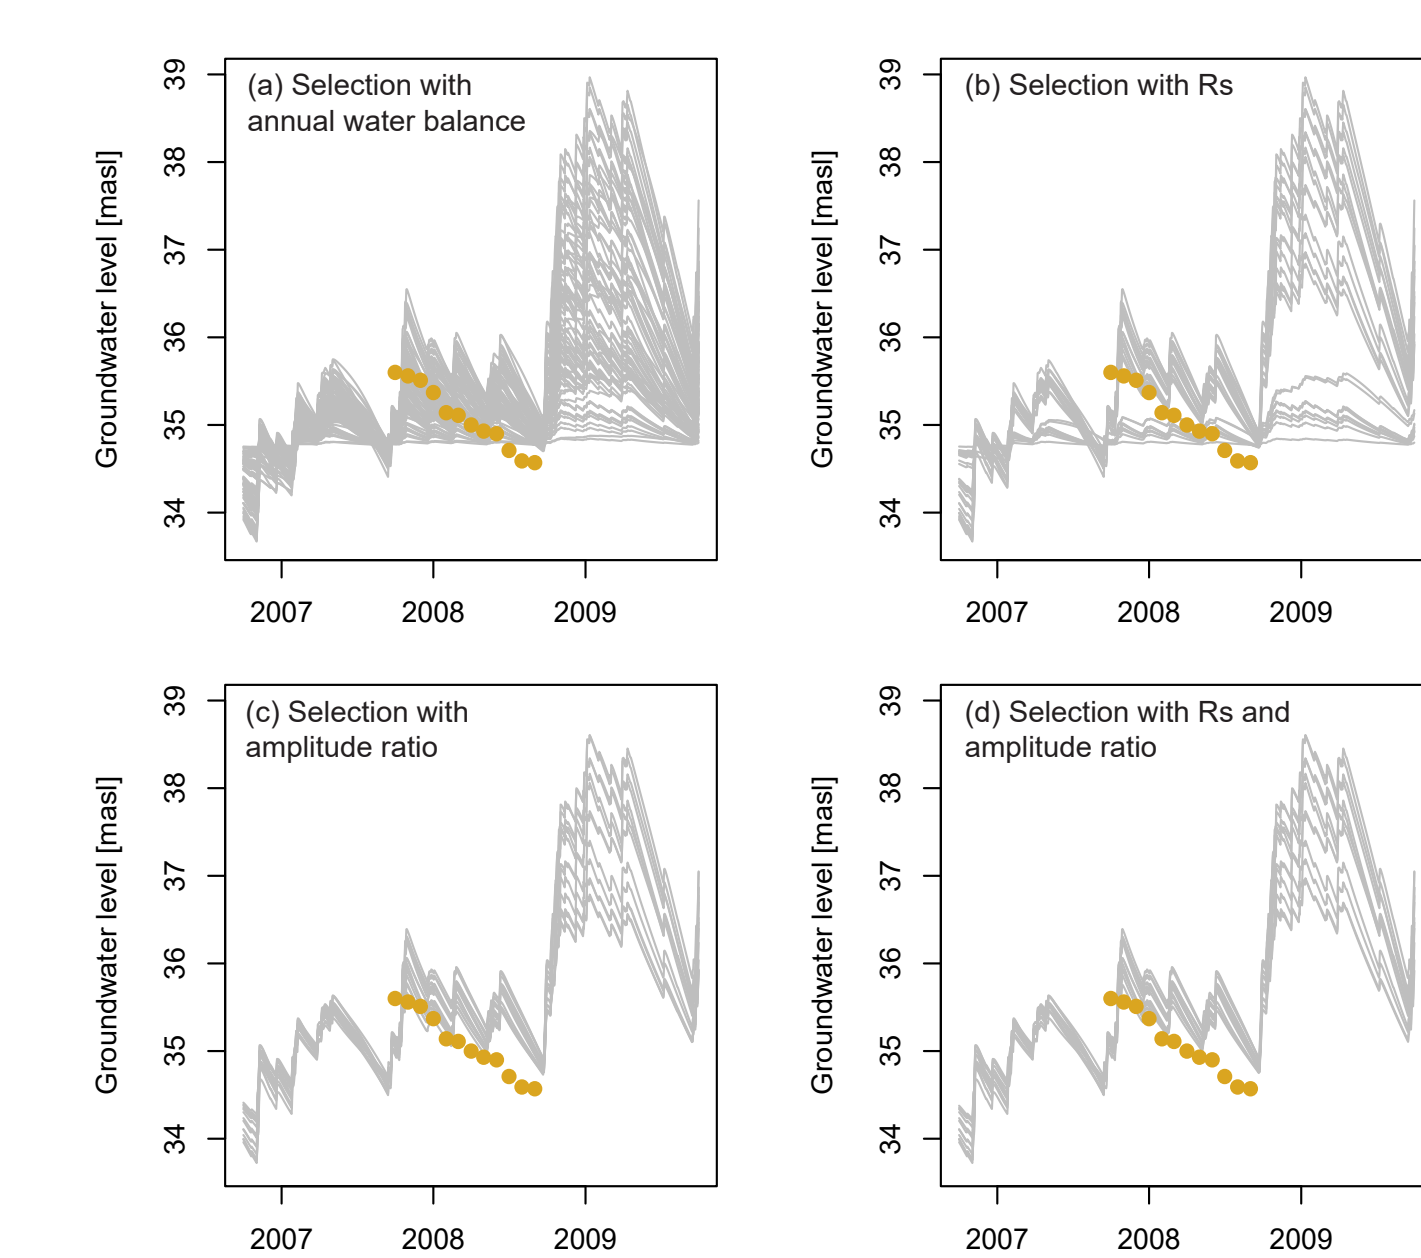 (a) Selection with
annual water balance
Groundwater level [masl]
39
38
37
36
35
34
2007 2008 2009
(b) Selection with Rs
Groundwater level [masl]
39
38
37
36
35
34
2007 2008 2009
(c) Selection with
amplitude ratio
Groundwater level [masl]
39
38
37
36
35
34
2007 2008 2009
(d) Selection with Rs and
amplitude ratio
Groundwater level [masl]
39
38
37
36
35
34
2007 2008 2009